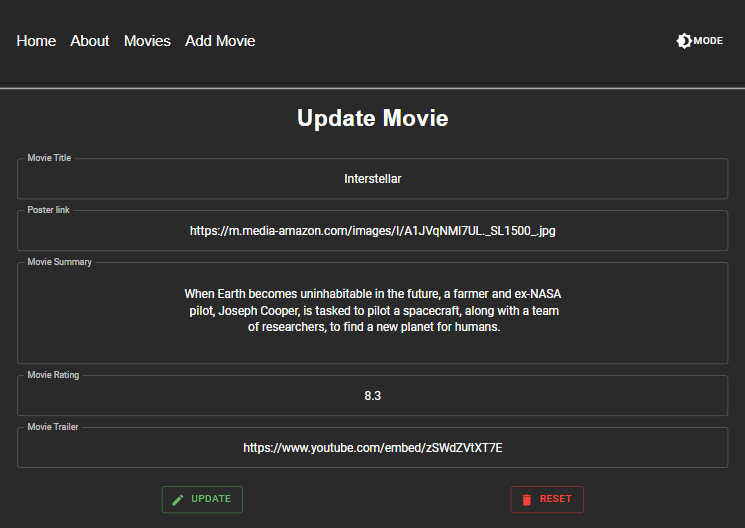 Home About Movies Add Movie MODE
Update Movie
Movie Title
Interstellar
Poster link
https://m.media-amazon.com/images/I/A1JVqNMI7UL._SL1500_.jpg
Movie Summary
When Earth becomes uninhabitable in the future, a farmer and ex-NASA
pilot, Joseph Cooper, is tasked to pilot a spacecraft, along with a team
of researchers, to find a new planet for humans.
Movie Rating
8.3
Movie Trailer
https://www.youtube.com/embed/zSWdZVtXT7E
UPDATE RESET